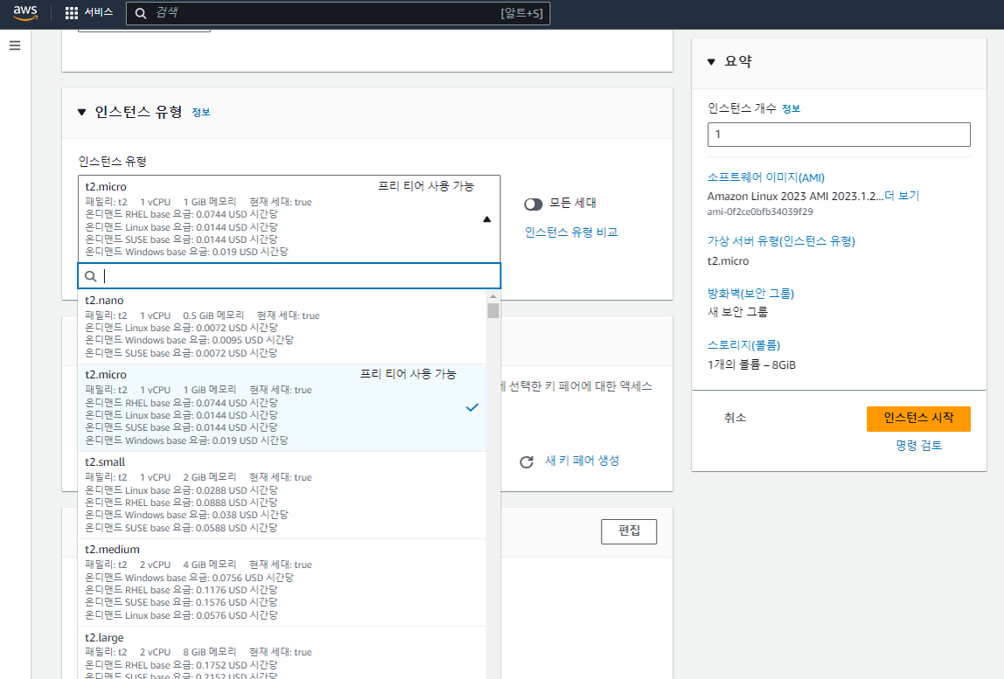 aws
서비스
검색
[알트+S]
인스턴스 유형 정보
인스턴스 유형
t2.micro 프리 티어 사용 가능
패밀리: t2 1 vCPU 1 GiB 메모리 현재 세대: true
온디맨드 RHEL base 요금: 0.0744 USD 시간당
온디맨드 Linux base 요금: 0.0144 USD 시간당
온디맨드 SUSE base 요금: 0.0144 USD 시간당
온디맨드 Windows base 요금: 0.019 USD 시간당
모든 세대
인스턴스 유형 비교
t2.nano
패밀리: t2 1 vCPU 0.5 GiB 메모리 현재 세대: true
온디맨드 Linux base 요금: 0.0072 USD 시간당
온디맨드 Windows base 요금: 0.0095 USD 시간당
온디맨드 SUSE base 요금: 0.0072 USD 시간당
t2.micro 프리 티어 사용 가능
패밀리: t2 1 vCPU 1 GiB 메모리 현재 세대: true
온디맨드 RHEL base 요금: 0.0744 USD 시간당
온디맨드 Linux base 요금: 0.0144 USD 시간당
온디맨드 SUSE base 요금: 0.0144 USD 시간당
온디맨드 Windows base 요금: 0.019 USD 시간당
t2.small
패밀리: t2 1 vCPU 2 GiB 메모리 현재 세대: true
온디맨드 Linux base 요금: 0.0288 USD 시간당
온디맨드 RHEL base 요금: 0.0888 USD 시간당
온디맨드 Windows base 요금: 0.038 USD 시간당
온디맨드 SUSE base 요금: 0.0588 USD 시간당
t2.medium
패밀리: t2 2 vCPU 4 GiB 메모리 현재 세대: true
온디맨드 Windows base 요금: 0.0756 USD 시간당
온디맨드 RHEL base 요금: 0.1176 USD 시간당
온디맨드 SUSE base 요금: 0.1576 USD 시간당
온디맨드 Linux base 요금: 0.0576 USD 시간당
t2.large
패밀리: t2 2 vCPU 8 GiB 메모리 현재 세대: true
온디맨드 RHEL base 요금: 0.1752 USD 시간당
온디맨드 SUSE base 요금: 0.2152 USD 시간당
선택한 키 페어에 대한 액세스
새 키 페어 생성
편집
요약
인스턴스 개수 정보
1
소프트웨어 이미지(AMI)
Amazon Linux 2023 AMI 2023.1.2...더 보기
ami-0f2ce0bfb34039f29
가상 서버 유형(인스턴스 유형)
t2.micro
방화벽(보안 그룹)
새 보안 그룹
스토리지(볼륨)
1개의 볼륨 – 8GiB
취소
인스턴스 시작
명령 검토